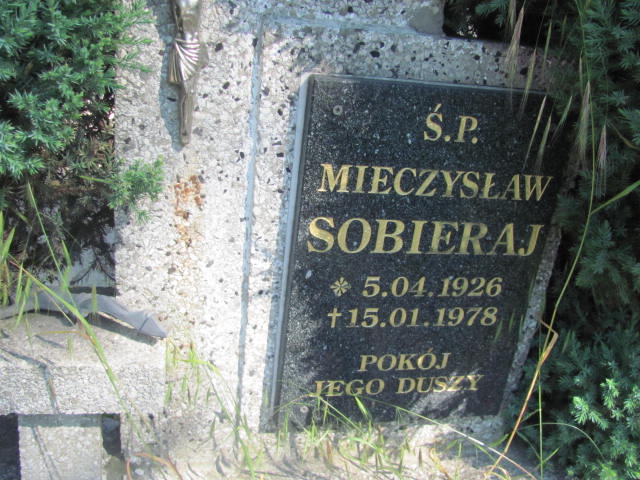 Ś.P.
MIECZYSŁAW
SOBIERAJ
✲ 5.04.1926
†15.01.1978
POKÓJ
JEGO DUSZY